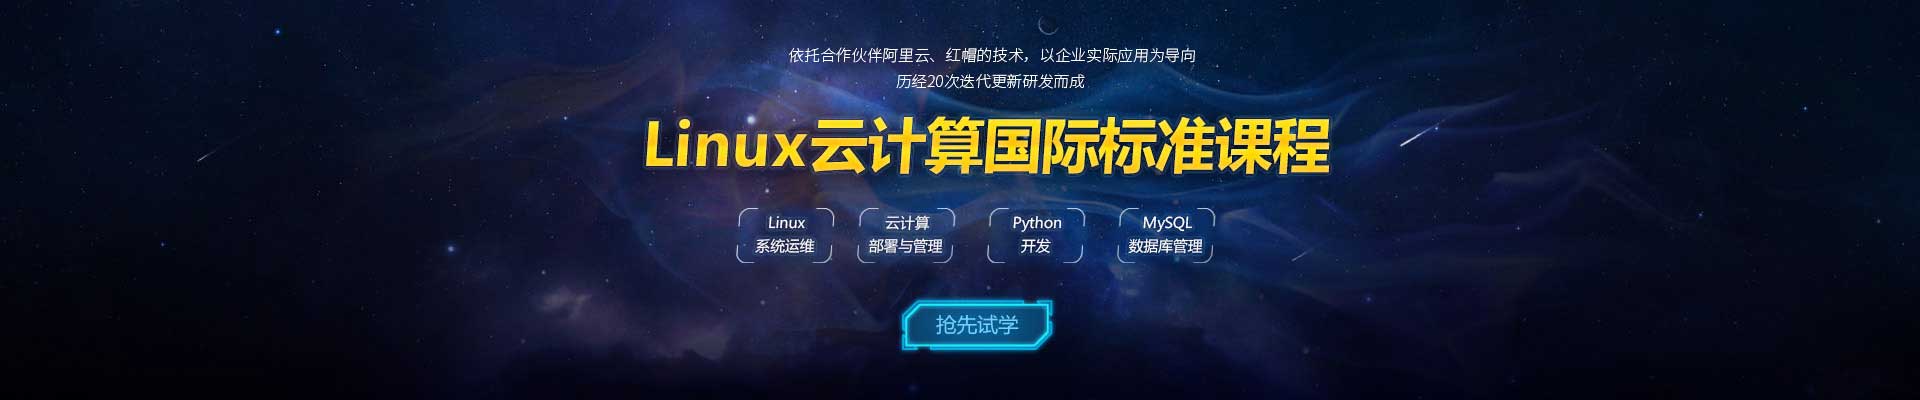 依托合作伙伴阿里云、红帽的技术，以企业实际应用为导向
历经20次迭代更新研发而成
Linux云计算国际标准课程
Linux
系统运维
云计算
部署与管理
Python
开发
MySQL
数据库管理
抢先试学